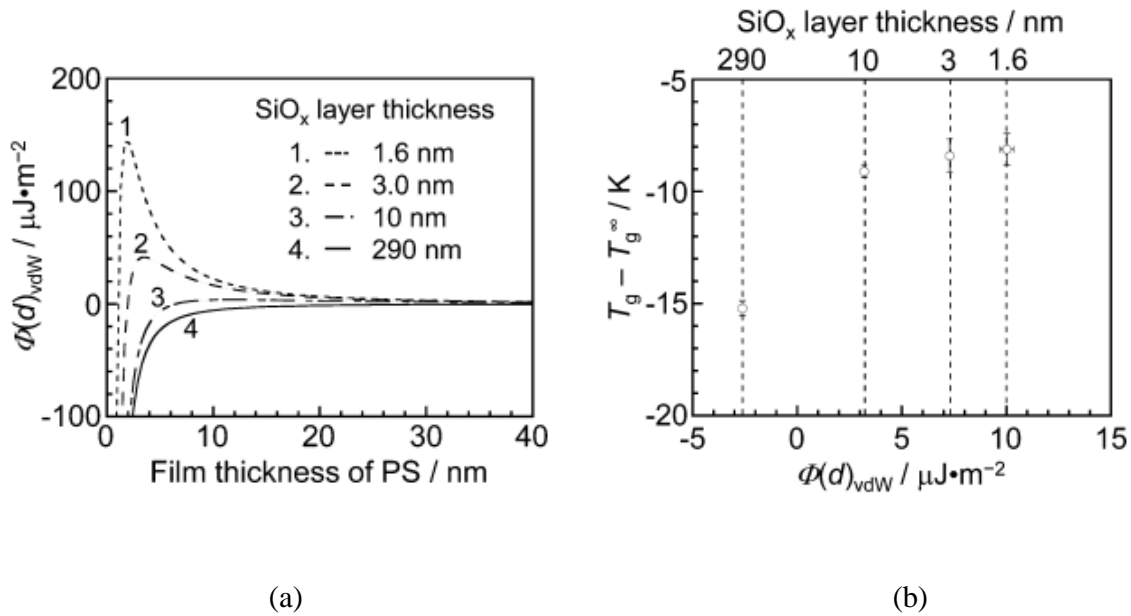 200
100
0
-100
Φ(d)vdW / μJ•m−2
SiOx layer thickness
1. 1.6 nm
2. 3.0 nm
3. 10 nm
4. 290 nm
1
2
3
4
0 10 20 30 40
Film thickness of PS / nm
(a)
SiOx layer thickness / nm
290 10 3 1.6
-5
-10
-15
-20
Tg − Tg∞ / K
-5 0 5 10 15
Φ(d)vdW / μJ•m−2
(b)